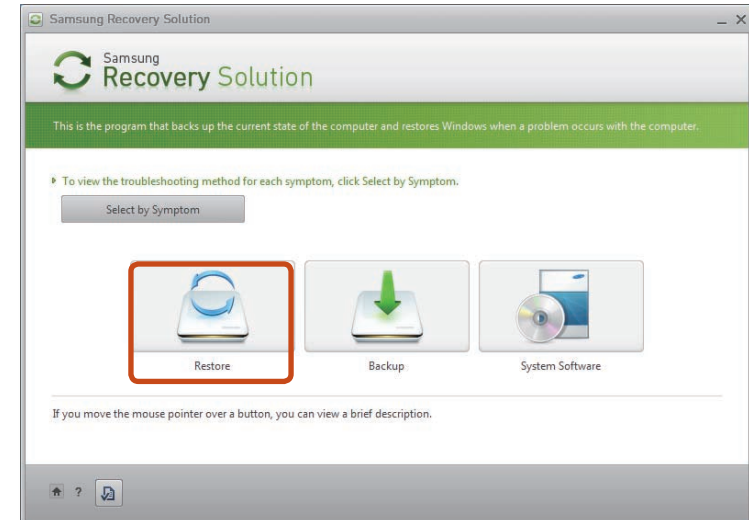 Samsung Recovery Solution
Samsung
Recovery Solution
This is the program that backs up the current state of the computer and restores Windows when a problem occurs with the computer.
To view the troubleshooting method for each symptom, click Select by Symptom.
Select by Symptom
Restore Backup System Software
If you move the mouse pointer over a button, you can view a brief description.
?